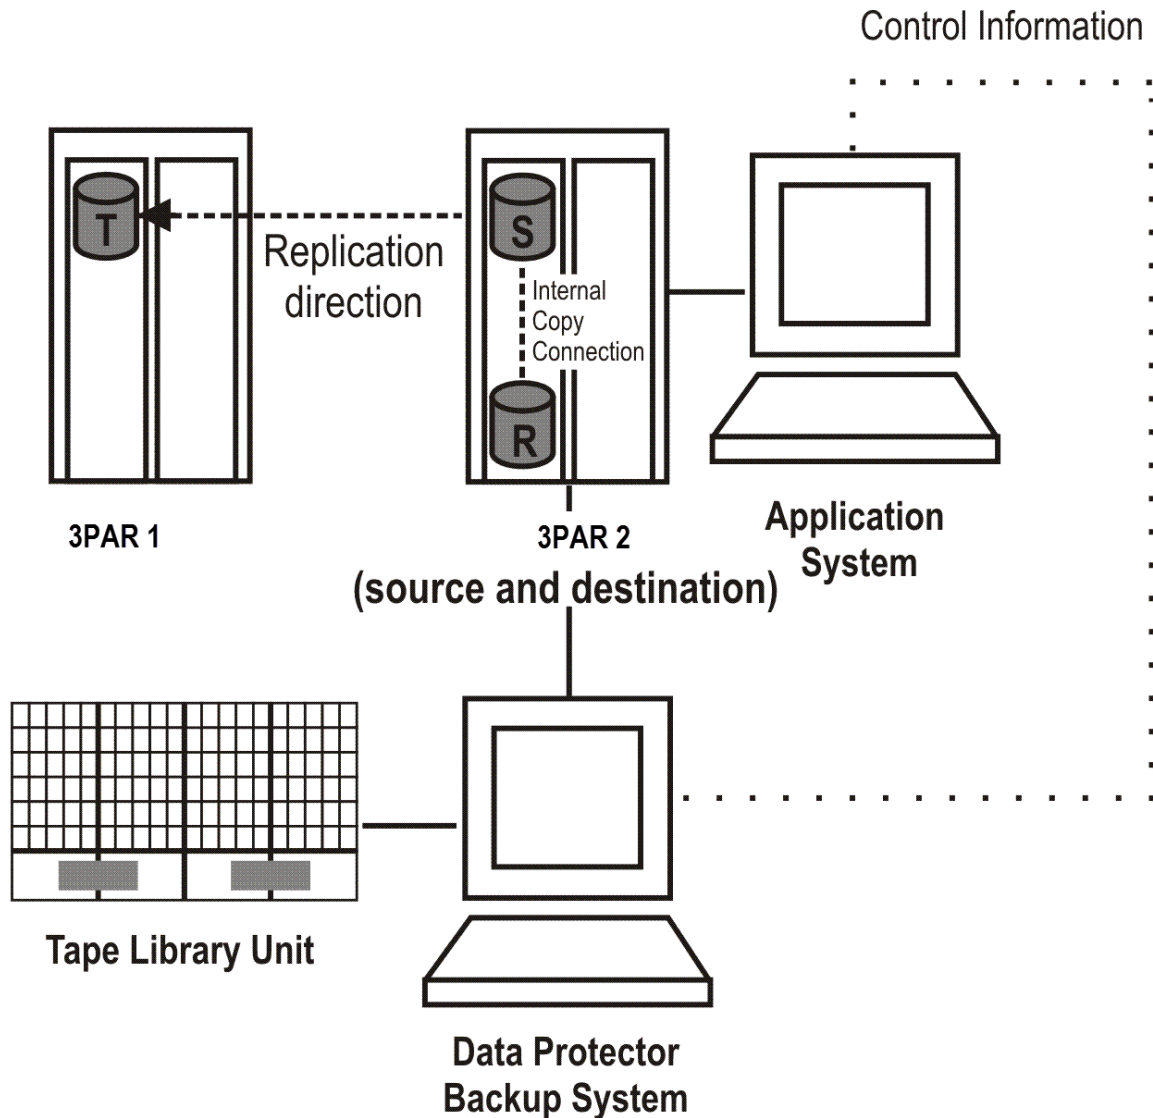 Control Information
T
S
Replication
direction
Internal
Copy
Connection
R
3PAR 1
3PAR 2
(source and destination)
Application
System
Tape Library Unit
Data Protector
Backup System